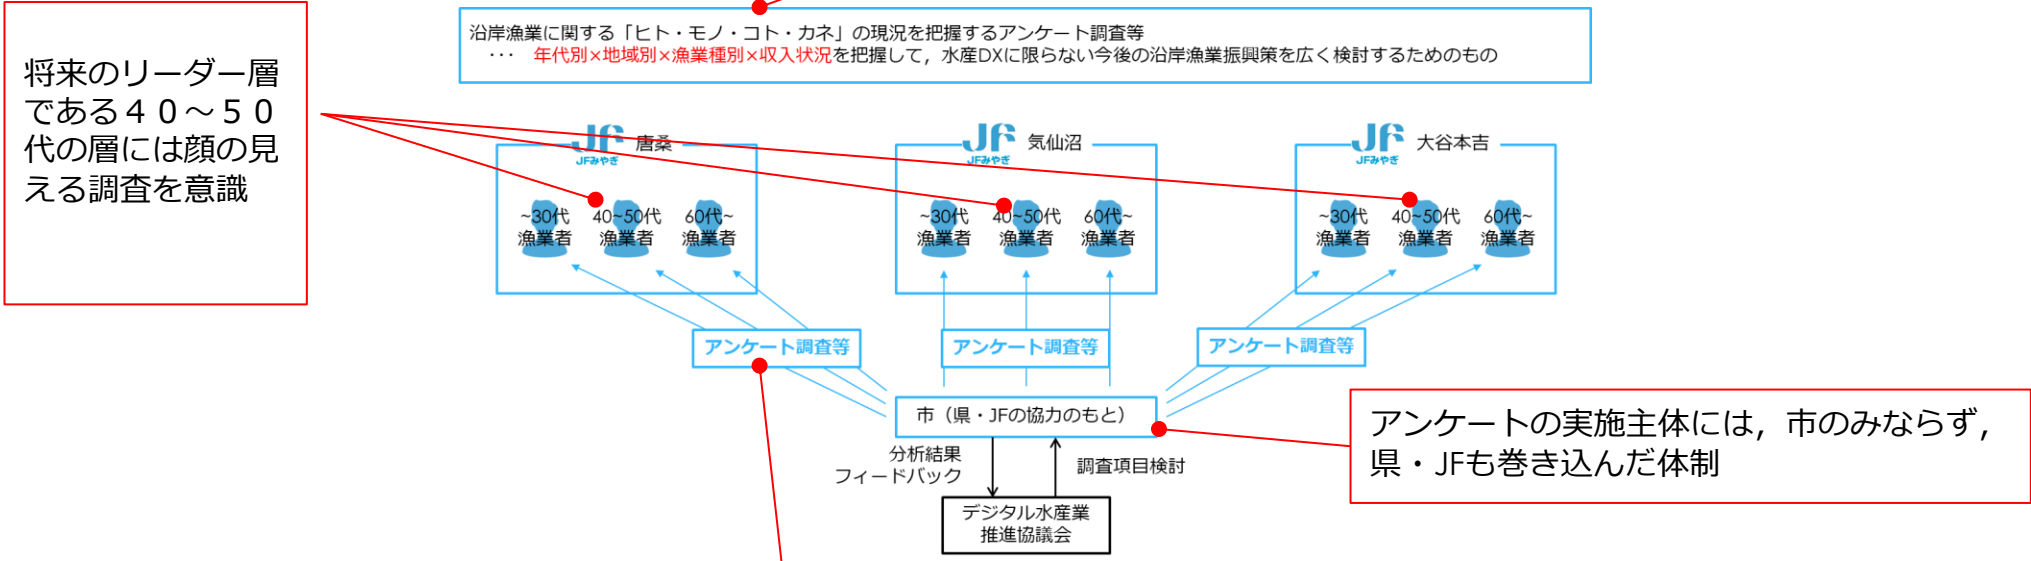 沿岸漁業に関する「ヒト・モノ・コト・カネ」の現況を把握するアンケート調査等
… 年代別×地域別×漁業種別×収入状況を把握して，水産DXに限らない今後の沿岸漁業振興策を広く検討するためのもの
将来のリーダー層
である４０～５０
代の層には顔の見
える調査を意識
JF
JFみやぎ
唐桑
JF
JFみやぎ
気仙沼
JF
JFみやぎ
大谷本吉
~30代
漁業者
40~50代
漁業者
60代~
漁業者
~30代
漁業者
40~50代
漁業者
60代~
漁業者
~30代
漁業者
40~50代
漁業者
60代~
漁業者
アンケート調査等
アンケート調査等
アンケート調査等
市（県・JFの協力のもと）
アンケートの実施主体には，市のみならず，
県・JFも巻き込んだ体制
分析結果
フィードバック
調査項目検討
デジタル水産業
推進協議会